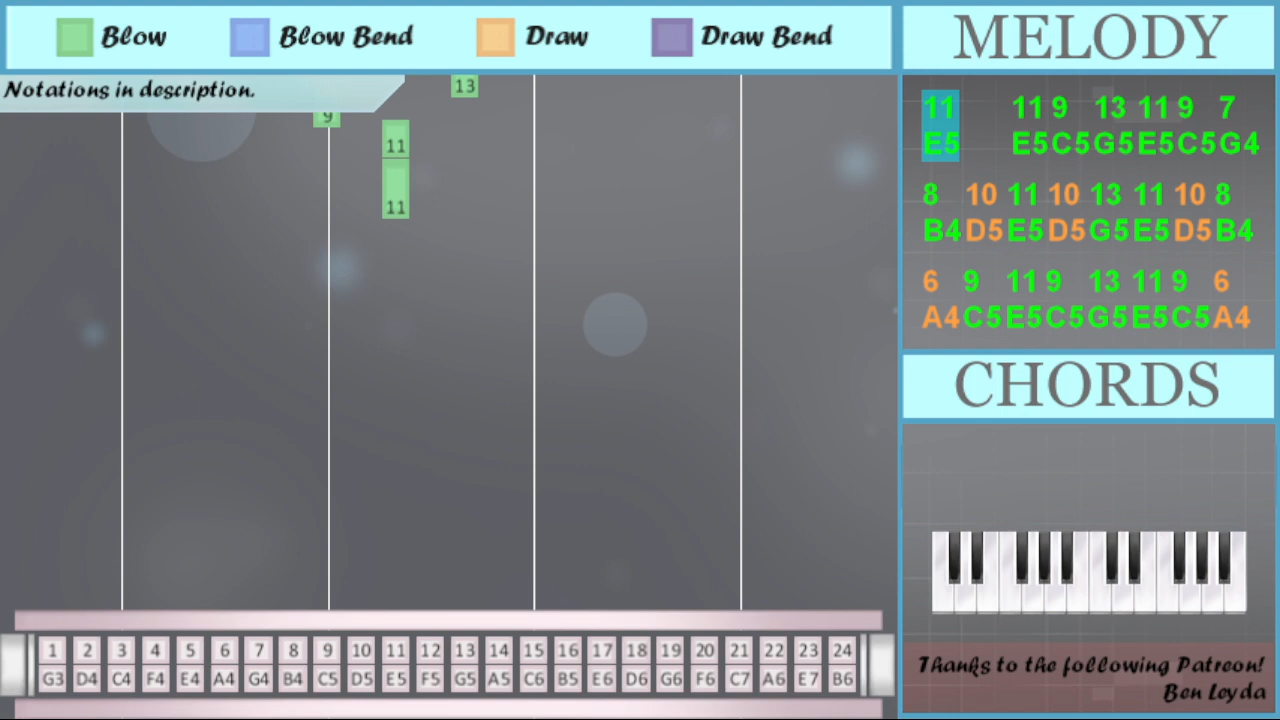 Blow Blow Bend Draw Draw Bend
MELODY
Notations in description.
13
9
11
11
11 11 9 13 11 9 7
E5 E5 C5 G5 E5 C5 G4
8 10 11 10 13 11 10 8
B4 D5 E5 D5 G5 E5 D5 B4
6 9 11 9 13 11 9 6
A4 C5 E5 C5 G5 E5 C5 A4
CHORDS
1 2 3 4 5 6 7 8 9 10 11 12 13 14 15 16 17 18 19 20 21 22 23 24
G3 D4 C4 F4 E4 A4 G4 B4 C5 D5 E5 F5 G5 A5 C6 B5 E6 D6 G6 F6 C7 A6 E7 B6
Thanks to the following Patreon!
Ben Leyda